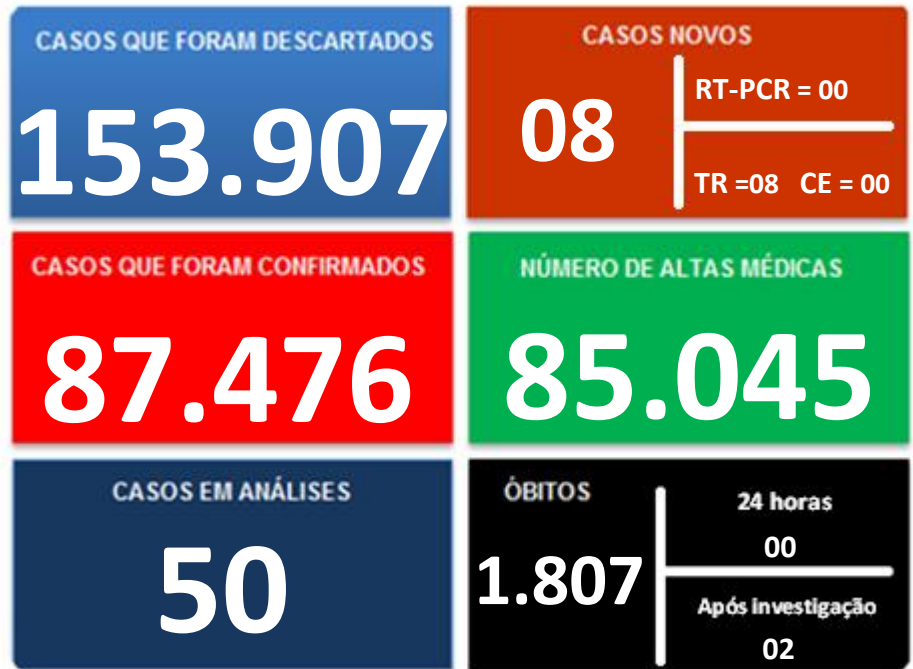 CASOS QUE FORAM DESCARTADOS
153.907
CASOS NOVOS
08
RT-PCR = 00
TR =08 CE = 00
CASOS QUE FORAM CONFIRMADOS
87.476
NÚMERO DE ALTAS MÉDICAS
85.045
CASOS EM ANÁLISES
50
ÓBITOS
1.807
24 horas
00
Após investigação
02